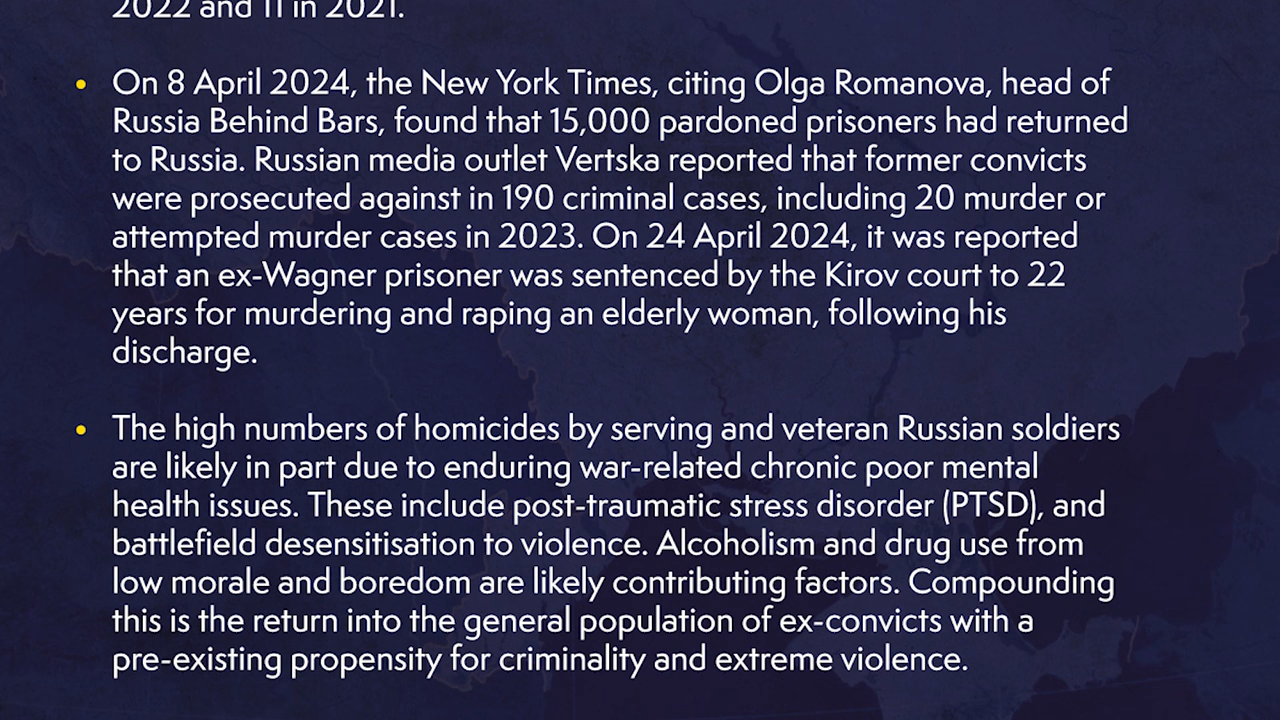 2022 and 11 in 2021.
• On 8 April 2024, the New York Times, citing Olga Romanova, head of
Russia Behind Bars, found that 15,000 pardoned prisoners had returned
to Russia. Russian media outlet Vertska reported that former convicts
were prosecuted against in 190 criminal cases, including 20 murder or
attempted murder cases in 2023. On 24 April 2024, it was reported
that an ex-Wagner prisoner was sentenced by the Kirov court to 22
years for murdering and raping an elderly woman, following his
discharge.
• The high numbers of homicides by serving and veteran Russian soldiers
are likely in part due to enduring war-related chronic poor mental
health issues. These include post-traumatic stress disorder (PTSD), and
battlefield desensitisation to violence. Alcoholism and drug use from
low morale and boredom are likely contributing factors. Compounding
this is the return into the general population of ex-convicts with a
pre-existing propensity for criminality and extreme violence.